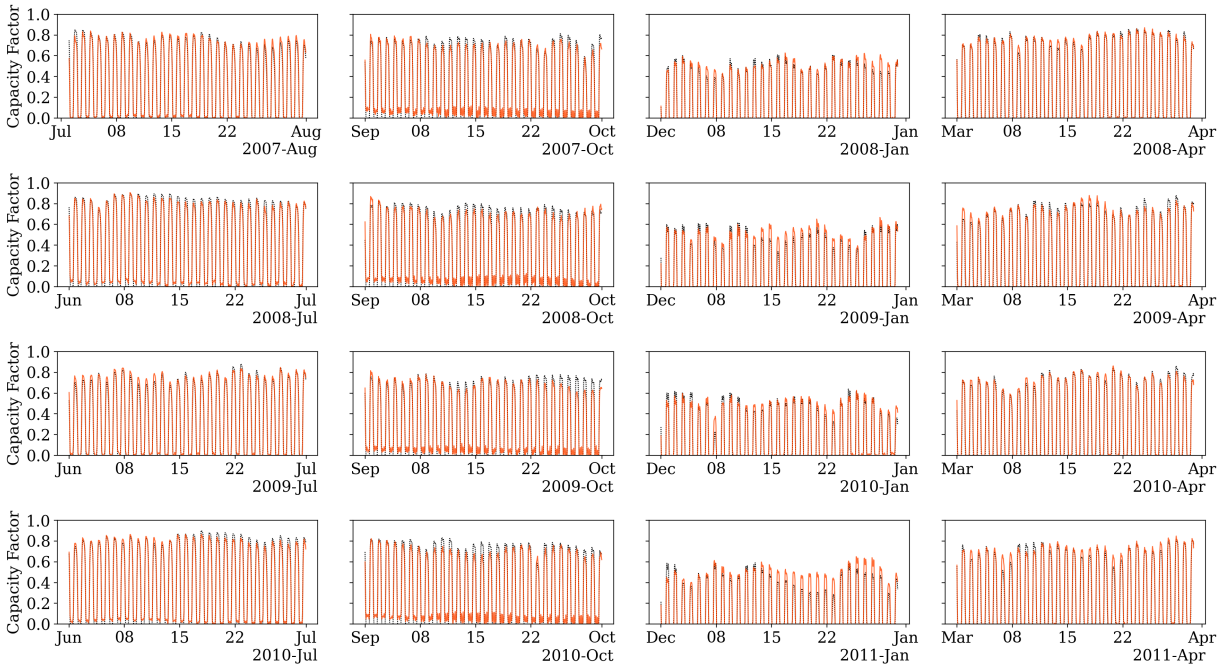 Capacity Factor
1.0
0.8
0.6
0.4
0.2
0.0
Jul 08 15 22 Aug
2007-Aug
Sep 08 15 22 Oct
2007-Oct
Dec 08 15 22 Jan
2008-Jan
Mar 08 15 22 Apr
2008-Apr
Capacity Factor
1.0
0.8
0.6
0.4
0.2
0.0
Jun 08 15 22 Jul
2008-Jul
Sep 08 15 22 Oct
2008-Oct
Dec 08 15 22 Jan
2009-Jan
Mar 08 15 22 Apr
2009-Apr
Capacity Factor
1.0
0.8
0.6
0.4
0.2
0.0
Jun 08 15 22 Jul
2009-Jul
Sep 08 15 22 Oct
2009-Oct
Dec 08 15 22 Jan
2010-Jan
Mar 08 15 22 Apr
2010-Apr
Capacity Factor
1.0
0.8
0.6
0.4
0.2
0.0
Jun 08 15 22 Jul
2010-Jul
Sep 08 15 22 Oct
2010-Oct
Dec 08 15 22 Jan
2011-Jan
Mar 08 15 22 Apr
2011-Apr